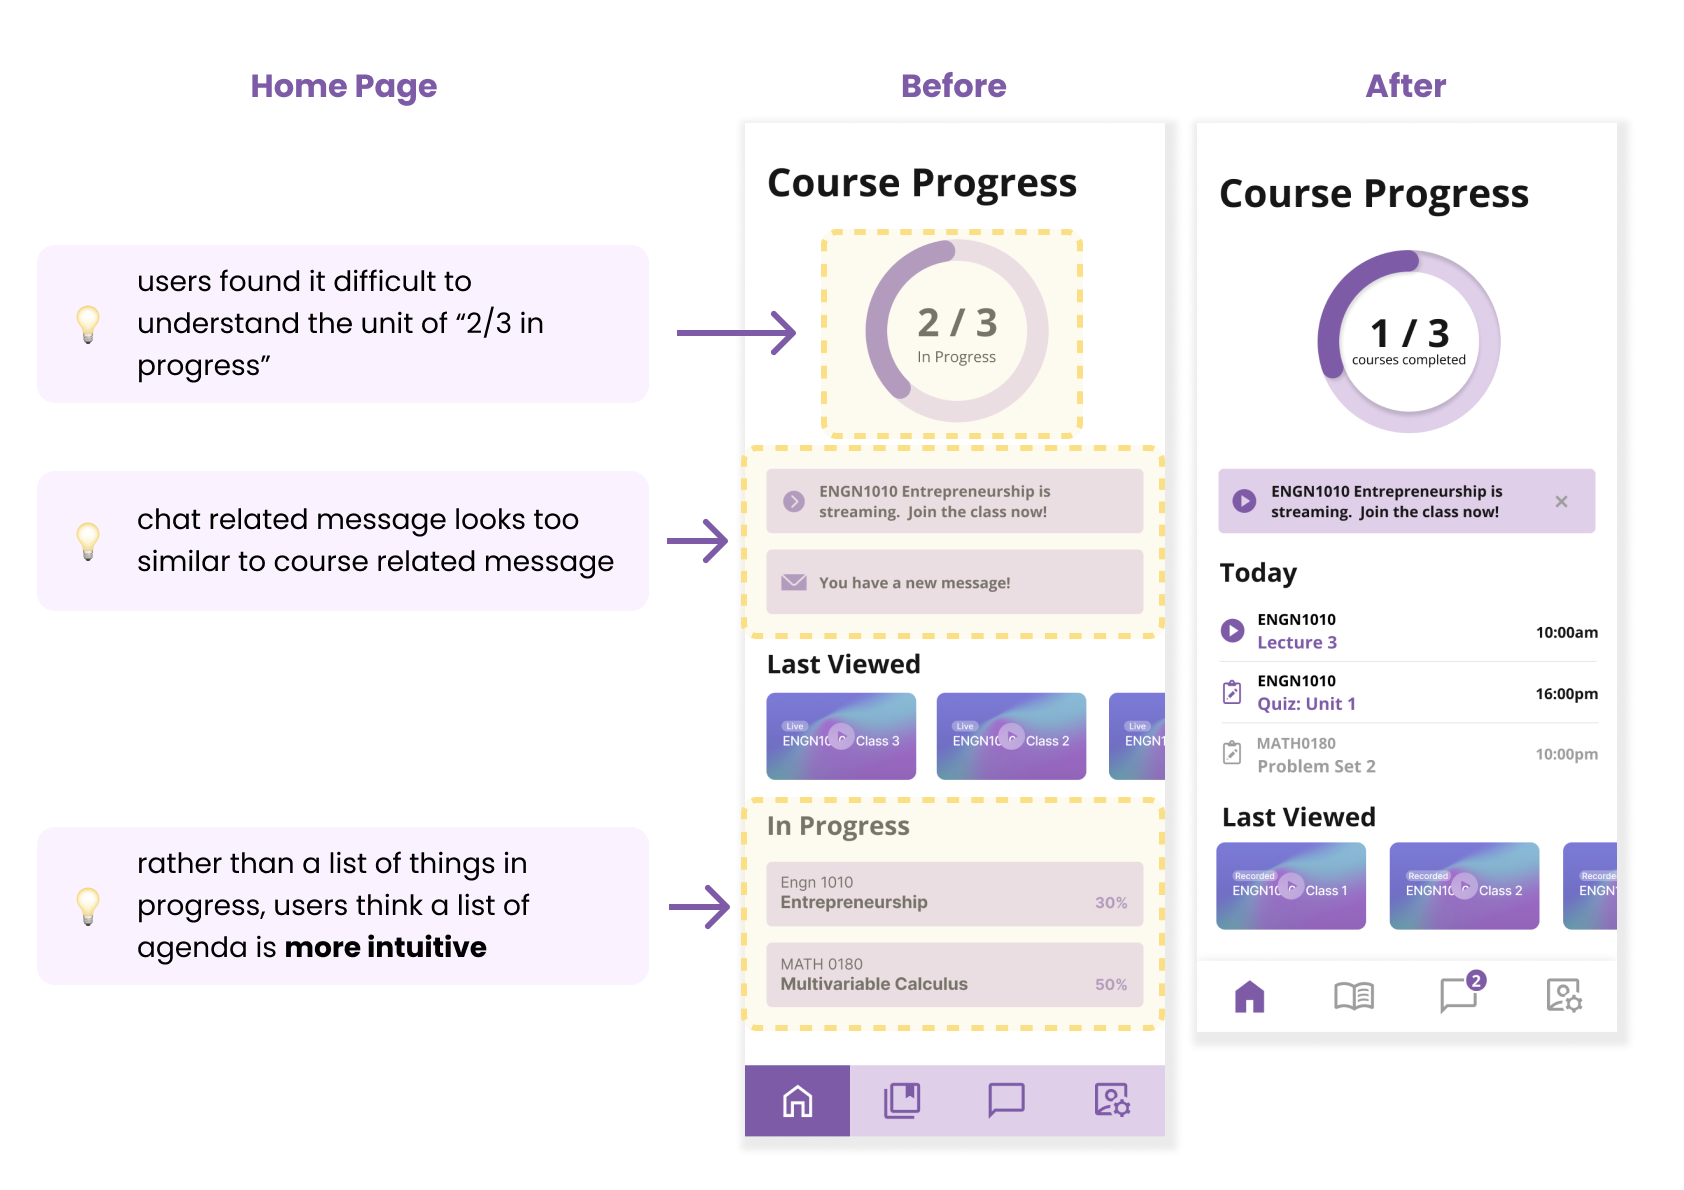 Home Page
Before
After
users found it difficult to
understand the unit of “2/3 in
progress”
chat related message looks too
similar to course related message
rather than a list of things in
progress, users think a list of
agenda is more intuitive
Course Progress
2 / 3
In Progress
ENGN1010 Entrepreneurship is
streaming. Join the class now!
You have a new message!
Last Viewed
Live
ENGN10 Class 3
Live
ENGN10 Class 2
Live
ENGN1
In Progress
Engn 1010
Entrepreneurship
30%
MATH 0180
Multivariable Calculus
50%
Course Progress
1 / 3
courses completed
ENGN1010 Entrepreneurship is
streaming. Join the class now!
Today
ENGN1010
Lecture 3
10:00am
ENGN1010
Quiz: Unit 1
16:00pm
MATH0180
Problem Set 2
10:00pm
Last Viewed
Recorded
ENGN10 Class 1
Recorded
ENGN10 Class 2
Recorde
ENGN
2